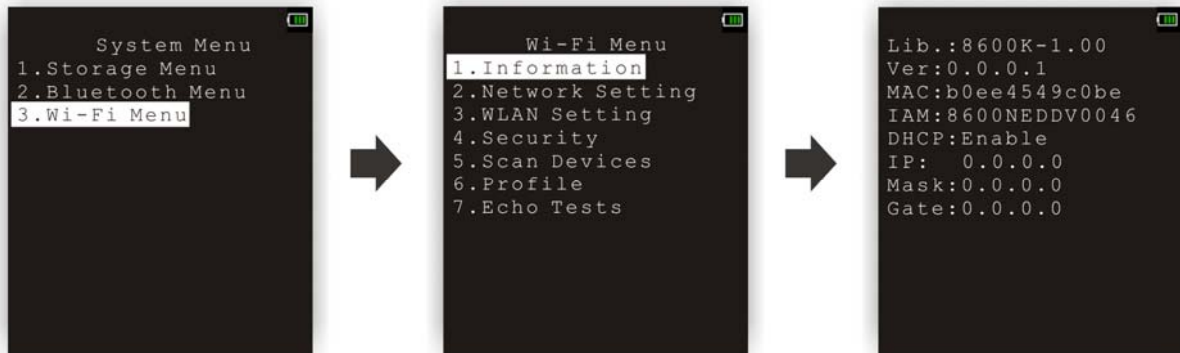 System Menu
1.Storage Menu
2.Bluetooth Menu
3.Wi-Fi Menu
Wi-Fi Menu
1.Information
2.Network Setting
3.WLAN Setting
4.Security
5.Scan Devices
6.Profile
7.Echo Tests
Lib.:8600K-1.00
Ver:0.0.0.1
MAC:b0ee4549c0be
IAM:8600NEDDV0046
DHCP:Enable
IP: 0.0.0.0
Mask:0.0.0.0
Gate:0.0.0.0